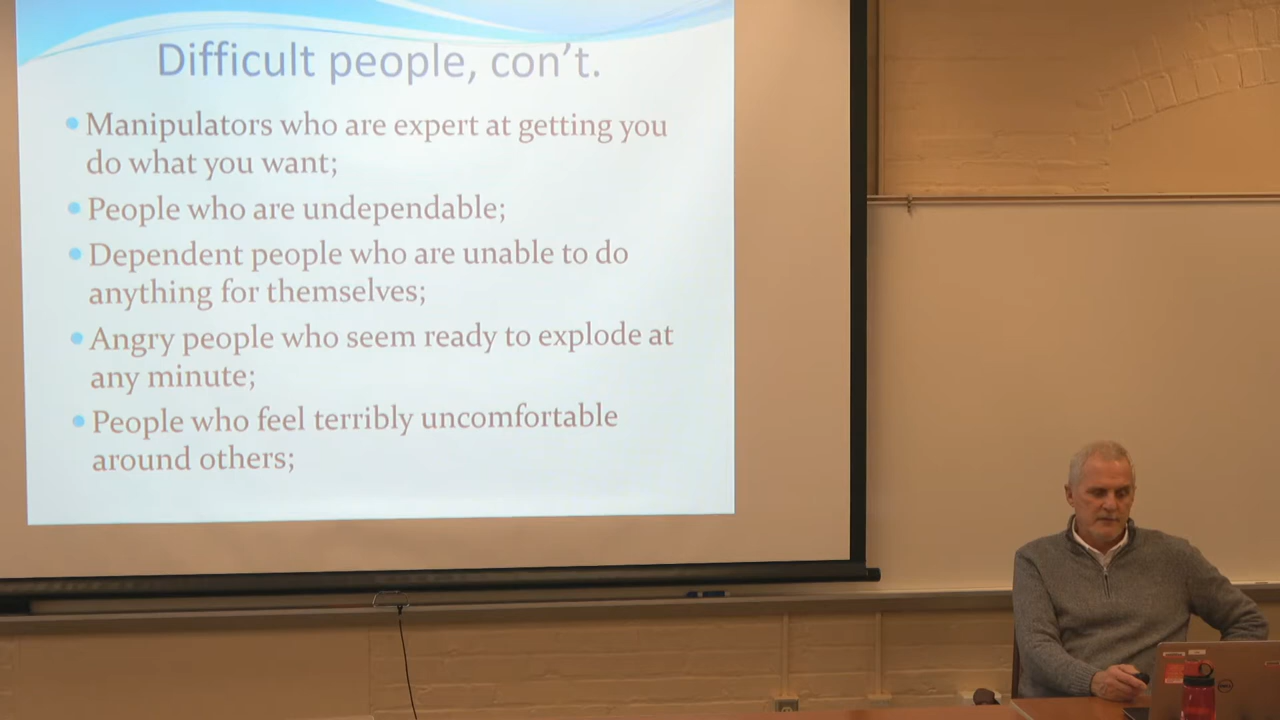 Difficult people, con't.
Manipulators who are expert at getting you
do what you want;
People who are undependable;
Dependent people who are unable to do
anything for themselves;
Angry people who seem ready to explode at
any minute;
People who feel terribly uncomfortable
around others;
DELL